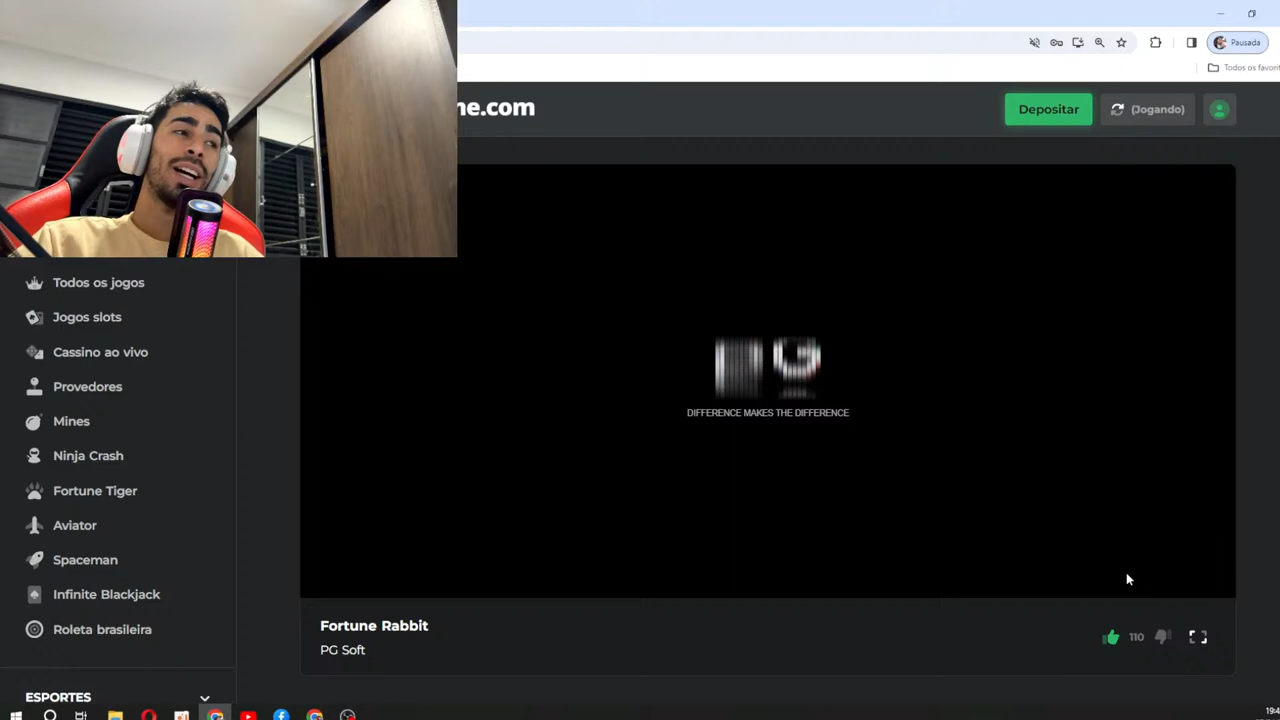 Pausada
Todos os favorit
ne.com
Depositar
(Jogando)
Todos os jogos
Jogos slots
Cassino ao vivo
Provedores
Mines
Ninja Crash
Fortune Tiger
Aviator
Spaceman
Infinite Blackjack
Roleta brasileira
ESPORTES
DIFFERENCE MAKES THE DIFFERENCE
Fortune Rabbit
PG Soft
110
19:4